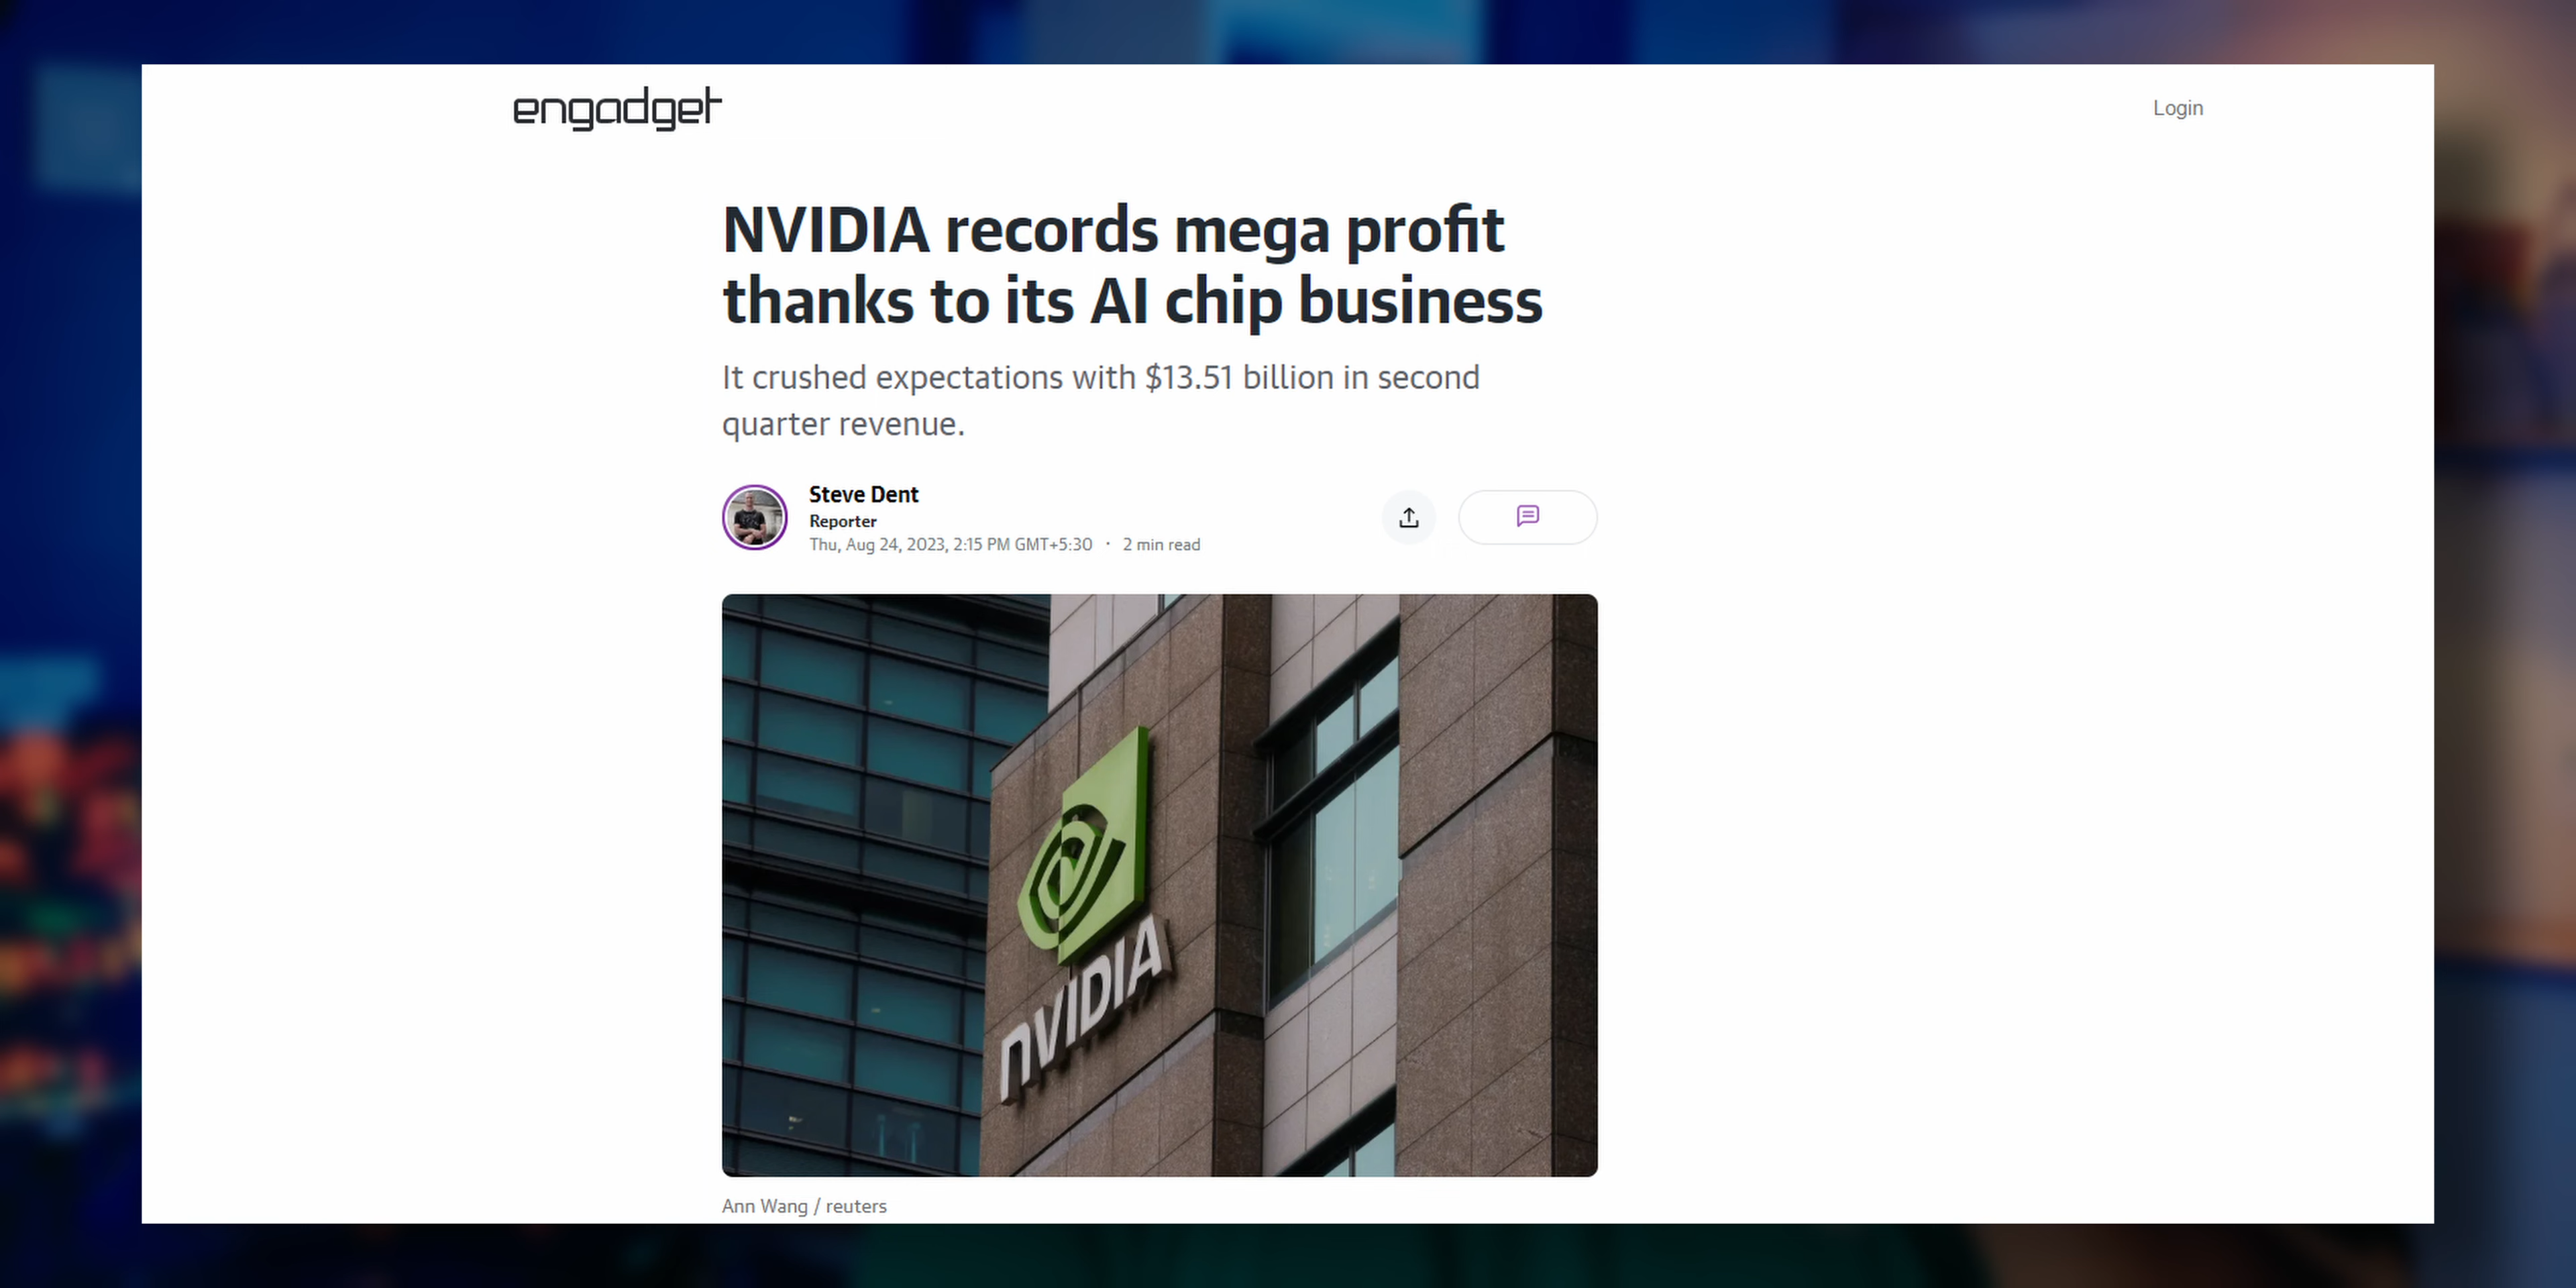 engadget
Login
NVIDIA records mega profit
thanks to its AI chip business
It crushed expectations with $13.51 billion in second
quarter revenue.
Steve Dent
Reporter
Thu, Aug 24, 2023, 2:15 PM GMT+5:30 · 2 min read
NVIDIA
Ann Wang / reuters